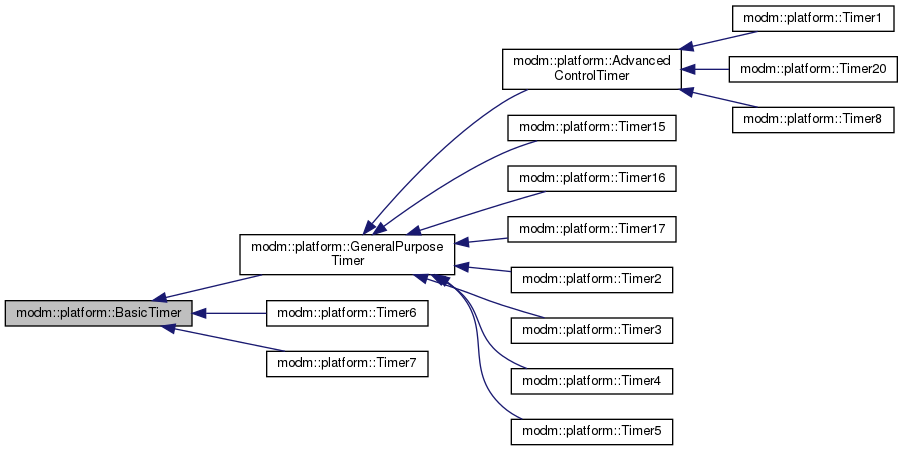 modm::platform::Timer1
modm::platform::Advanced
ControlTimer
modm::platform::Timer20
modm::platform::Timer8
modm::platform::Timer15
modm::platform::Timer16
modm::platform::Timer17
modm::platform::GeneralPurpose
Timer
modm::platform::Timer2
modm::platform::BasicTimer
modm::platform::Timer6
modm::platform::Timer3
modm::platform::Timer7
modm::platform::Timer4
modm::platform::Timer5